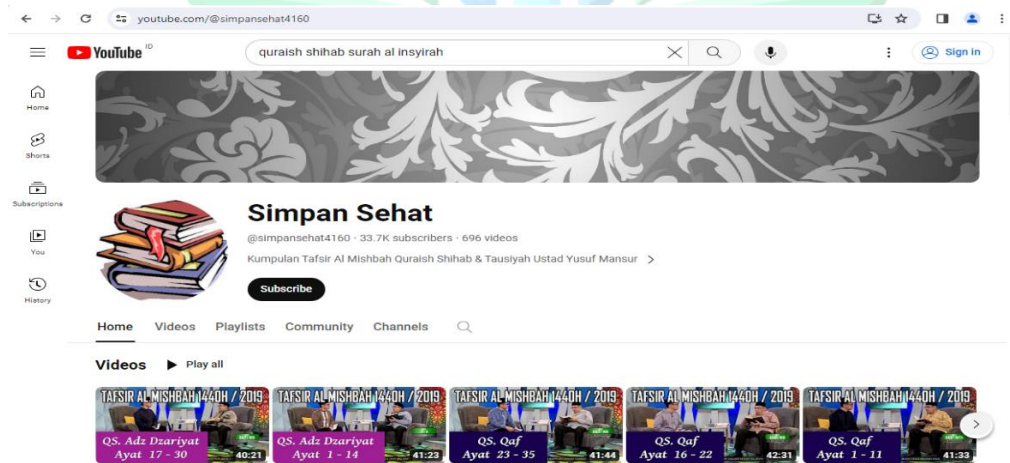 youtube.com/@simpansehat4160
YouTube ID
quraish shihab surah al insyirah
Sign in
Home
Shorts
Subscriptions
You
History
Simpan Sehat
@simpansehat4160 · 33.7K subscribers · 696 videos
Kumpulan Tafsir Al Mishbah Quraish Shihab & Tausiyah Ustad Yusuf Mansur >
Subscribe
Home Videos Playlists Community Channels
Videos Play all
TAFSIR AL MISHBAH 1440H / 2019 TAFSIR AL MISHBAH 1440H / 2019 TAFSIR AL MISHBAH 1440H / 2019 TAFSIR AL MISHBAH 1440H / 2019 TAFSIR AL MISHBAH 1440H / 2019
QS. Adz Dzariyat QS. Adz Dzariyat QS. Qaf QS. Qaf QS. Qaf
Ayat 17 - 30 40:21 Ayat 1 - 14 41:23 Ayat 23 - 35 41:44 Ayat 16 - 22 42:31 Ayat 1 - 11 41:33